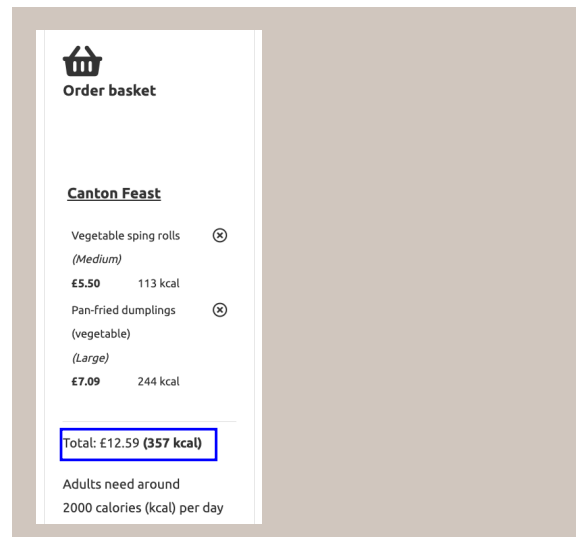 Order basket
Canton Feast
Vegetable sping rolls
(Medium)
£5.50 113 kcal
Pan-fried dumplings
(vegetable)
(Large)
£7.09 244 kcal
Total: £12.59 (357 kcal)
Adults need around
2000 calories (kcal) per day